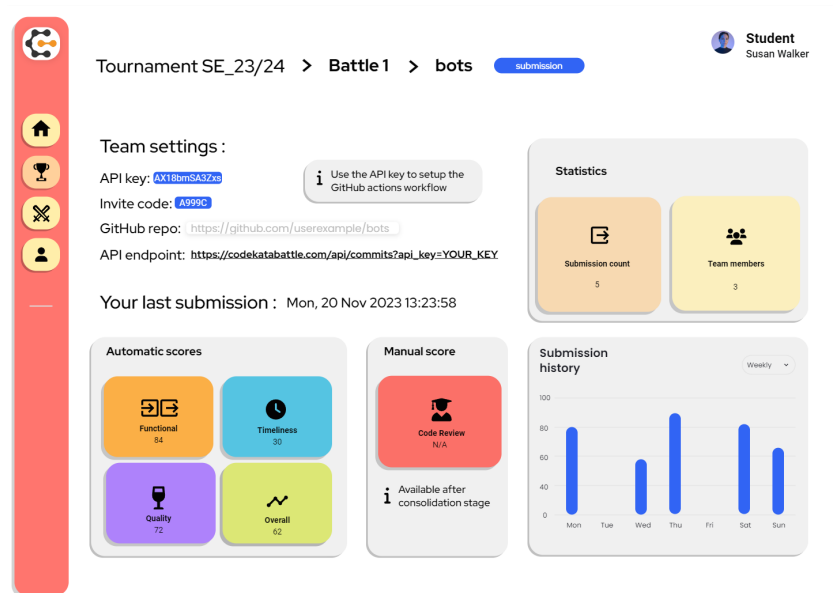 Tournament SE_23/24 > Battle 1 > bots submission
Student
Susan Walker
Team settings :
API key: AX18bmSA3Zxs
Invite code: A999C
GitHub repo: https://github.com/userexample/bots
API endpoint: https://codekatabattle.com/api/commits?api_key=YOUR_KEY
Use the API key to setup the
GitHub actions workflow
Your last submission : Mon, 20 Nov 2023 13:23:58
Statistics
Submission count
5
Team members
3
Automatic scores
Functional
84
Timeliness
30
Quality
72
Overall
62
Manual score
Code Review
N/A
Available after
consolidation stage
Submission
history
Weekly
100
80
60
40
0
Mon Tue Wed Thu Fri Sat Sun